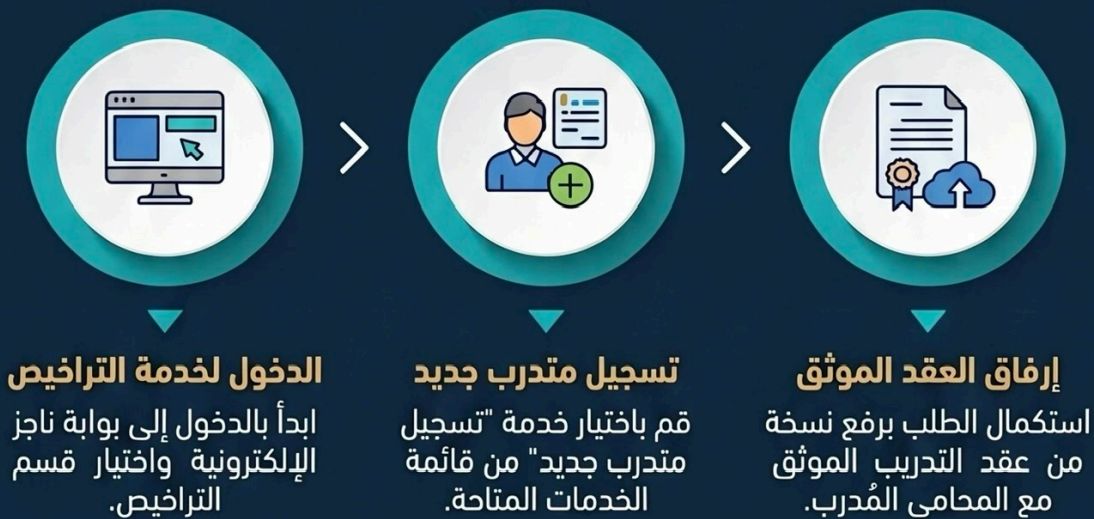 الدخول لخدمة التراخيص
ابدأ بالدخول إلى بوابة ناجز
الإلكترونية واختيار قسم
التراخيص.
تسجيل متدرب جديد
قم باختيار خدمة "تسجيل
متدرب جديد" من قائمة
الخدمات المتاحة.
إرفاق العقد الموثق
استكمال الطلب برفع نسخة
من عقد التدريب الموثق
مع المحامي المُدرب.